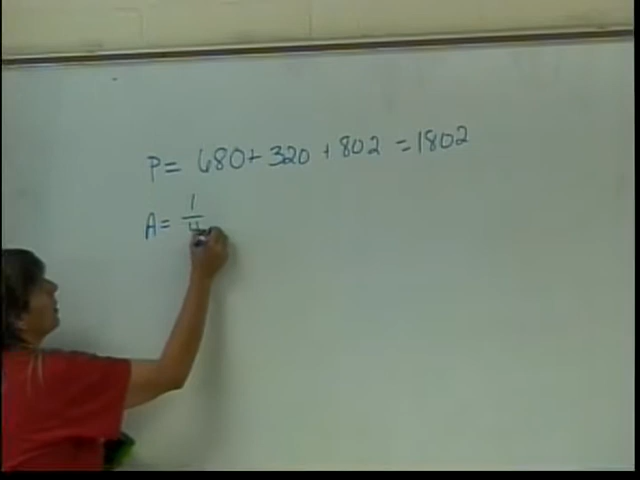 P = 680 + 320 + 802 = 1802
A = 1/4